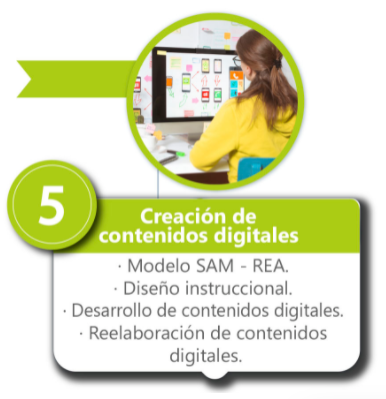 5
Creación de
contenidos digitales
· Modelo SAM - REA.
· Diseño instruccional.
· Desarrollo de contenidos digitales.
· Reelaboración de contenidos
digitales.